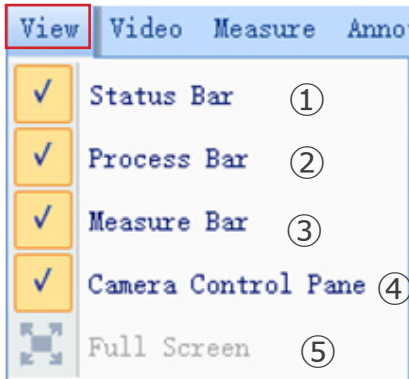 View Video Measure Anno
Status Bar ①
Process Bar ②
Measure Bar ③
Camera Control Pane ④
Full Screen ⑤